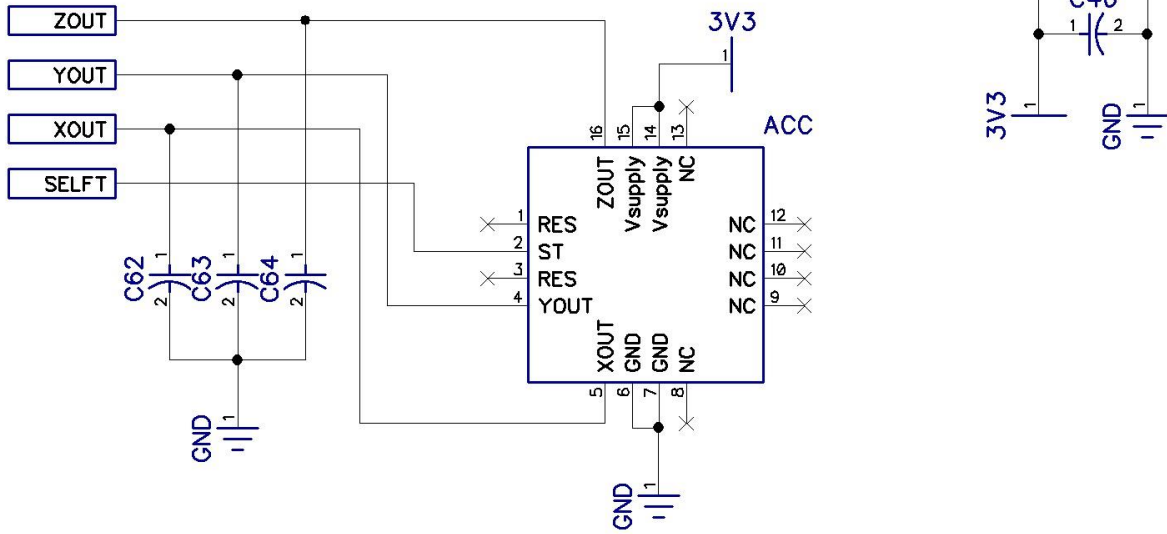 ZOUT
YOUT
XOUT
SELFT
3V3
1
ACC
16
15
14
13
ZOUT
Vsupply
Vsupply
NC
1 RES
2 ST
3 RES
4 YOUT
NC 12
NC 11
NC 10
NC 9
XOUT
GND
GND
NC
5
6
7
8
C62 1 2
C63 1 2
C64 1 2
GND 1
GND 1
1 2
3V3 1
GND 1